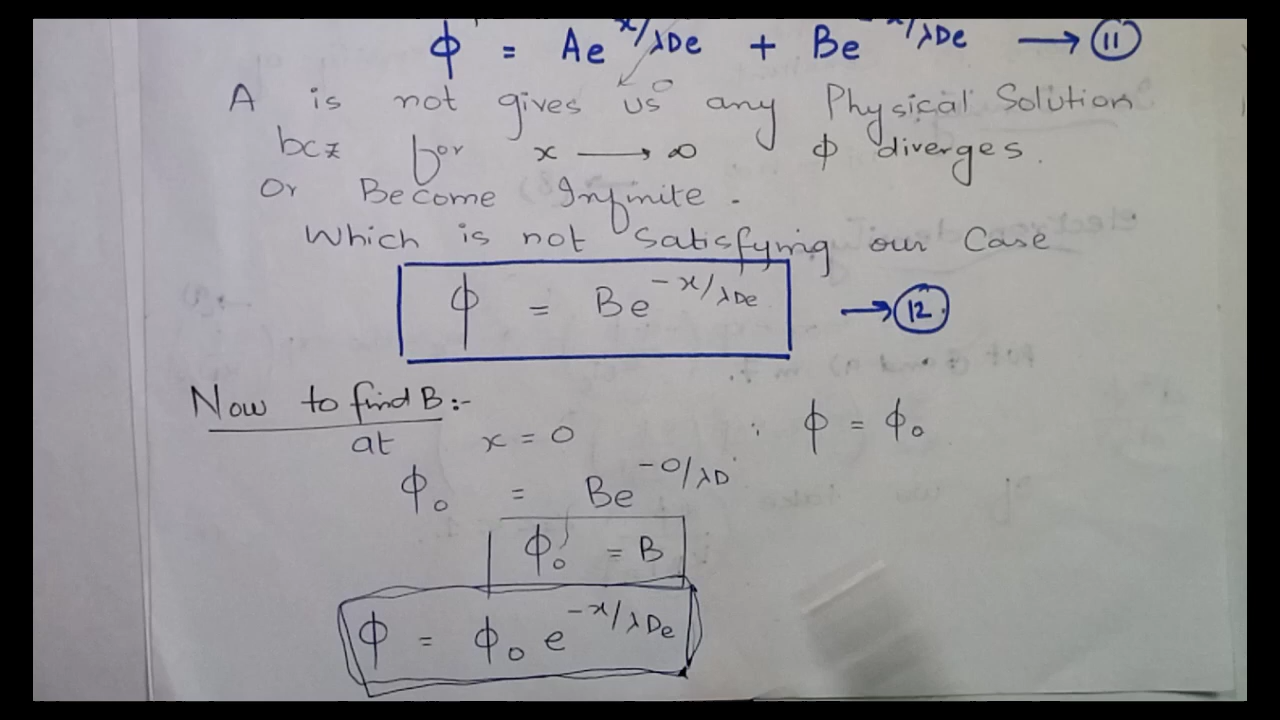 ϕ = Ae^x/λDe + Be^-x/λDe → (11)
0
A is not gives us any Physical Solution
bcz for x → ∞ ϕ diverges.
Or Become Infinite.
Which is not Satisfying our Case
ϕ = Be^-x/λDe → (12)
Now to find B:-
at x = 0 ∵ ϕ = ϕ₀
ϕ₀ = Be^-0/λD
ϕ₀ = B
ϕ = ϕ₀ e^-x/λDe